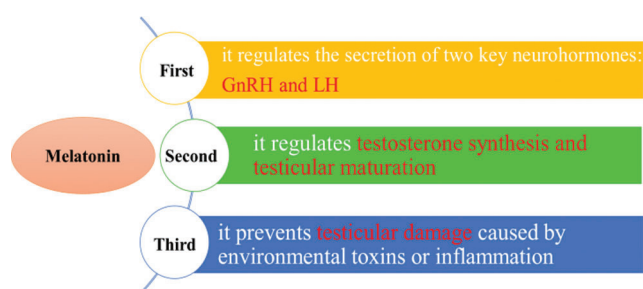 First
it regulates the secretion of two key neurohormones:
GnRH and LH
Melatonin
Second
it regulates testosterone synthesis and
testicular maturation
Third
it prevents testicular damage caused by
environmental toxins or inflammation